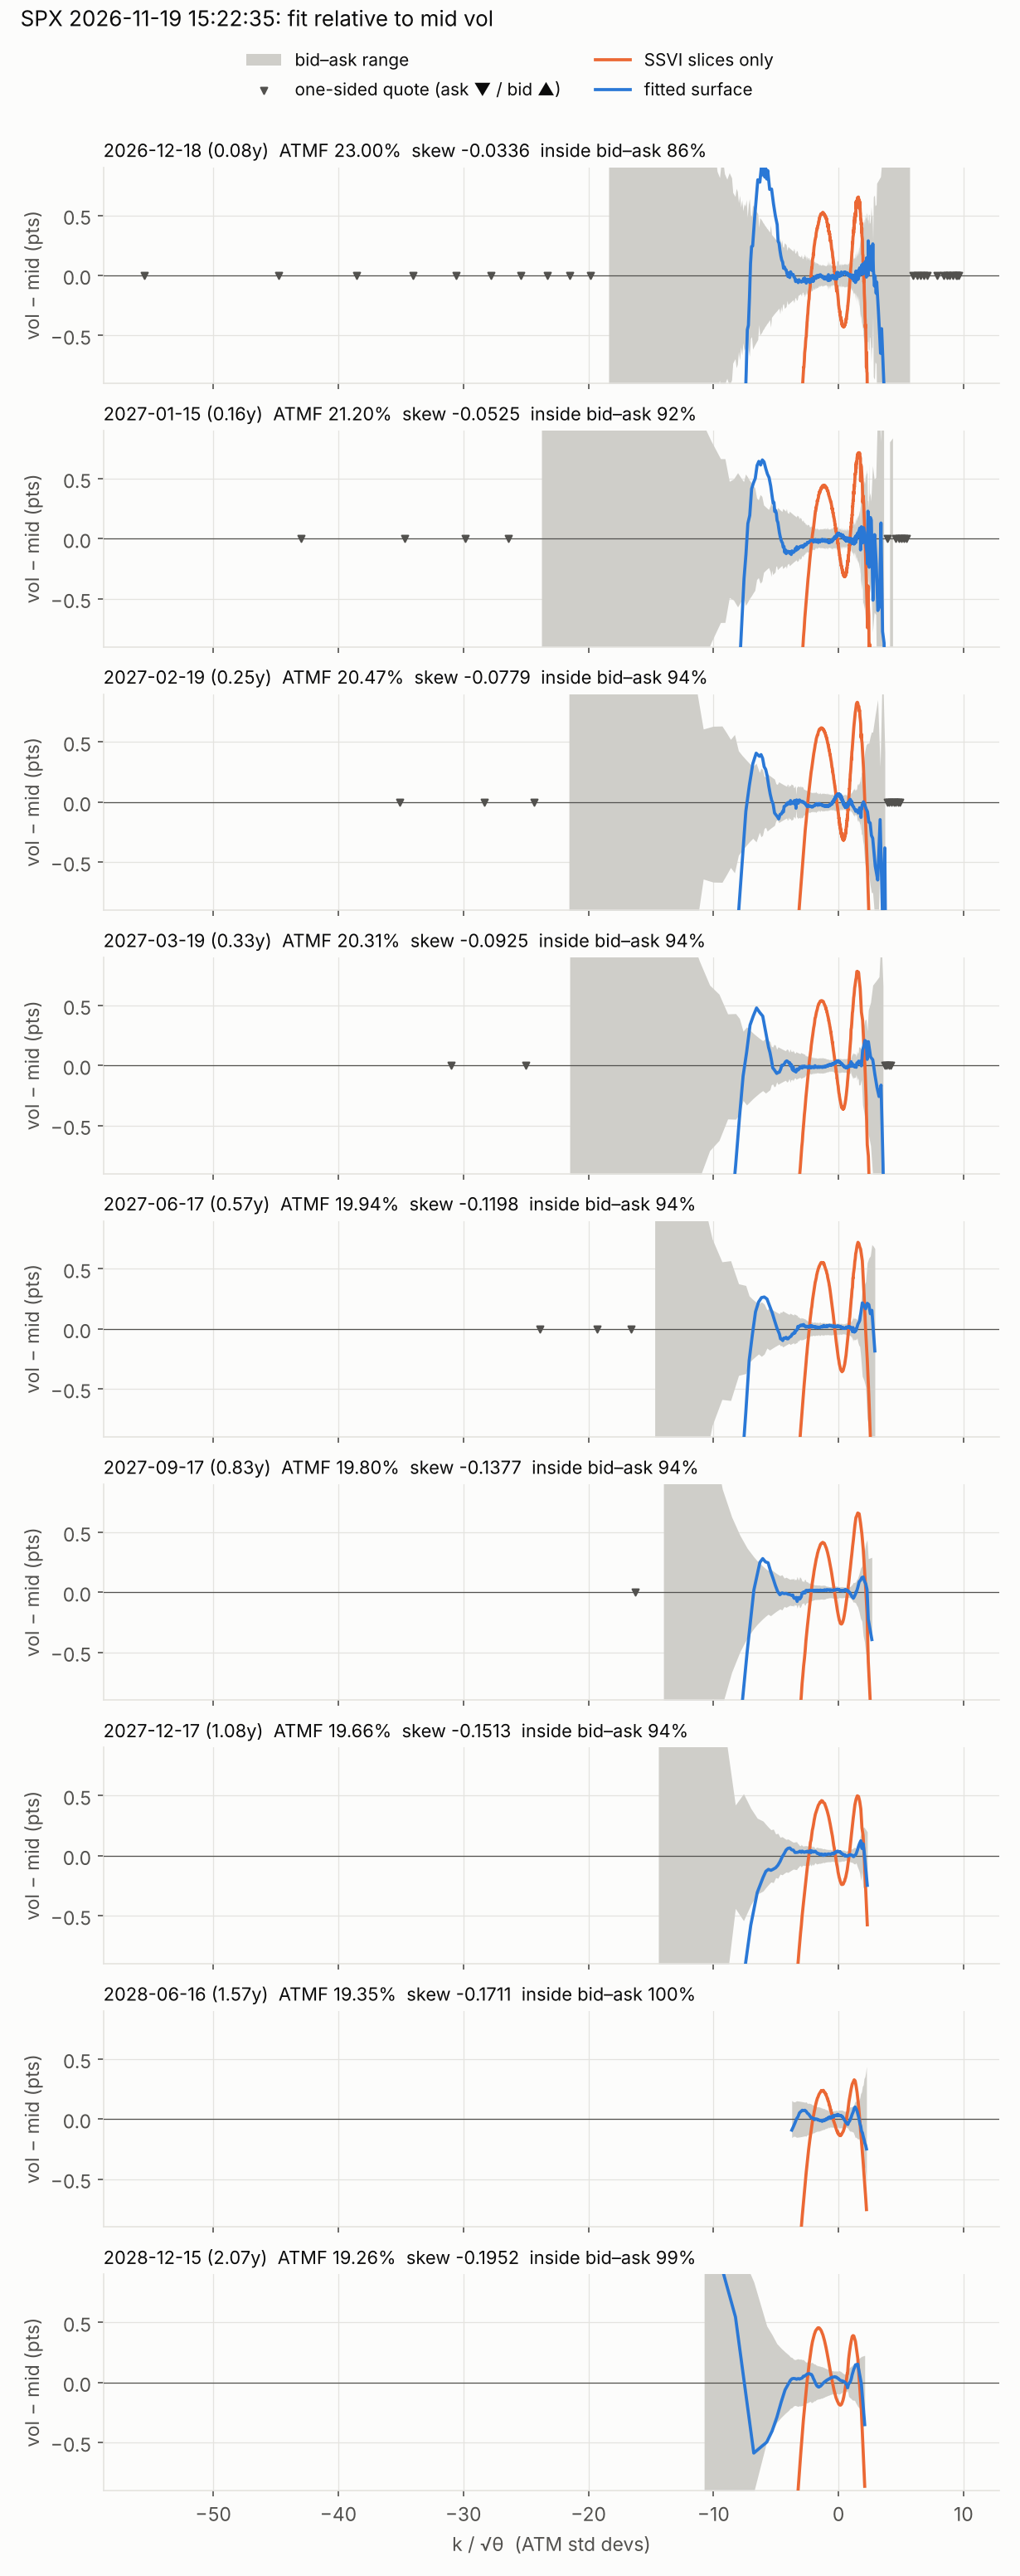 SPX 2026-11-19 15:22:35: fit relative to mid vol
bid–ask range
SSVI slices only
one-sided quote (ask ▼ / bid ▲)
fitted surface
2026-12-18 (0.08y)  ATMF 23.00%  skew -0.0336  inside bid–ask 86%
vol − mid (pts)
0.5
0.0
−0.5
2027-01-15 (0.16y)  ATMF 21.20%  skew -0.0525  inside bid–ask 92%
vol − mid (pts)
0.5
0.0
−0.5
2027-02-19 (0.25y)  ATMF 20.47%  skew -0.0779  inside bid–ask 94%
vol − mid (pts)
0.5
0.0
−0.5
2027-03-19 (0.33y)  ATMF 20.31%  skew -0.0925  inside bid–ask 94%
vol − mid (pts)
0.5
0.0
−0.5
2027-06-17 (0.57y)  ATMF 19.94%  skew -0.1198  inside bid–ask 94%
vol − mid (pts)
0.5
0.0
−0.5
2027-09-17 (0.83y)  ATMF 19.80%  skew -0.1377  inside bid–ask 94%
vol − mid (pts)
0.5
0.0
−0.5
2027-12-17 (1.08y)  ATMF 19.66%  skew -0.1513  inside bid–ask 94%
vol − mid (pts)
0.5
0.0
−0.5
2028-06-16 (1.57y)  ATMF 19.35%  skew -0.1711  inside bid–ask 100%
vol − mid (pts)
0.5
0.0
−0.5
2028-12-15 (2.07y)  ATMF 19.26%  skew -0.1952  inside bid–ask 99%
vol − mid (pts)
0.5
0.0
−0.5
−50 −40 −30 −20 −10 0 10
k / √θ  (ATM std devs)